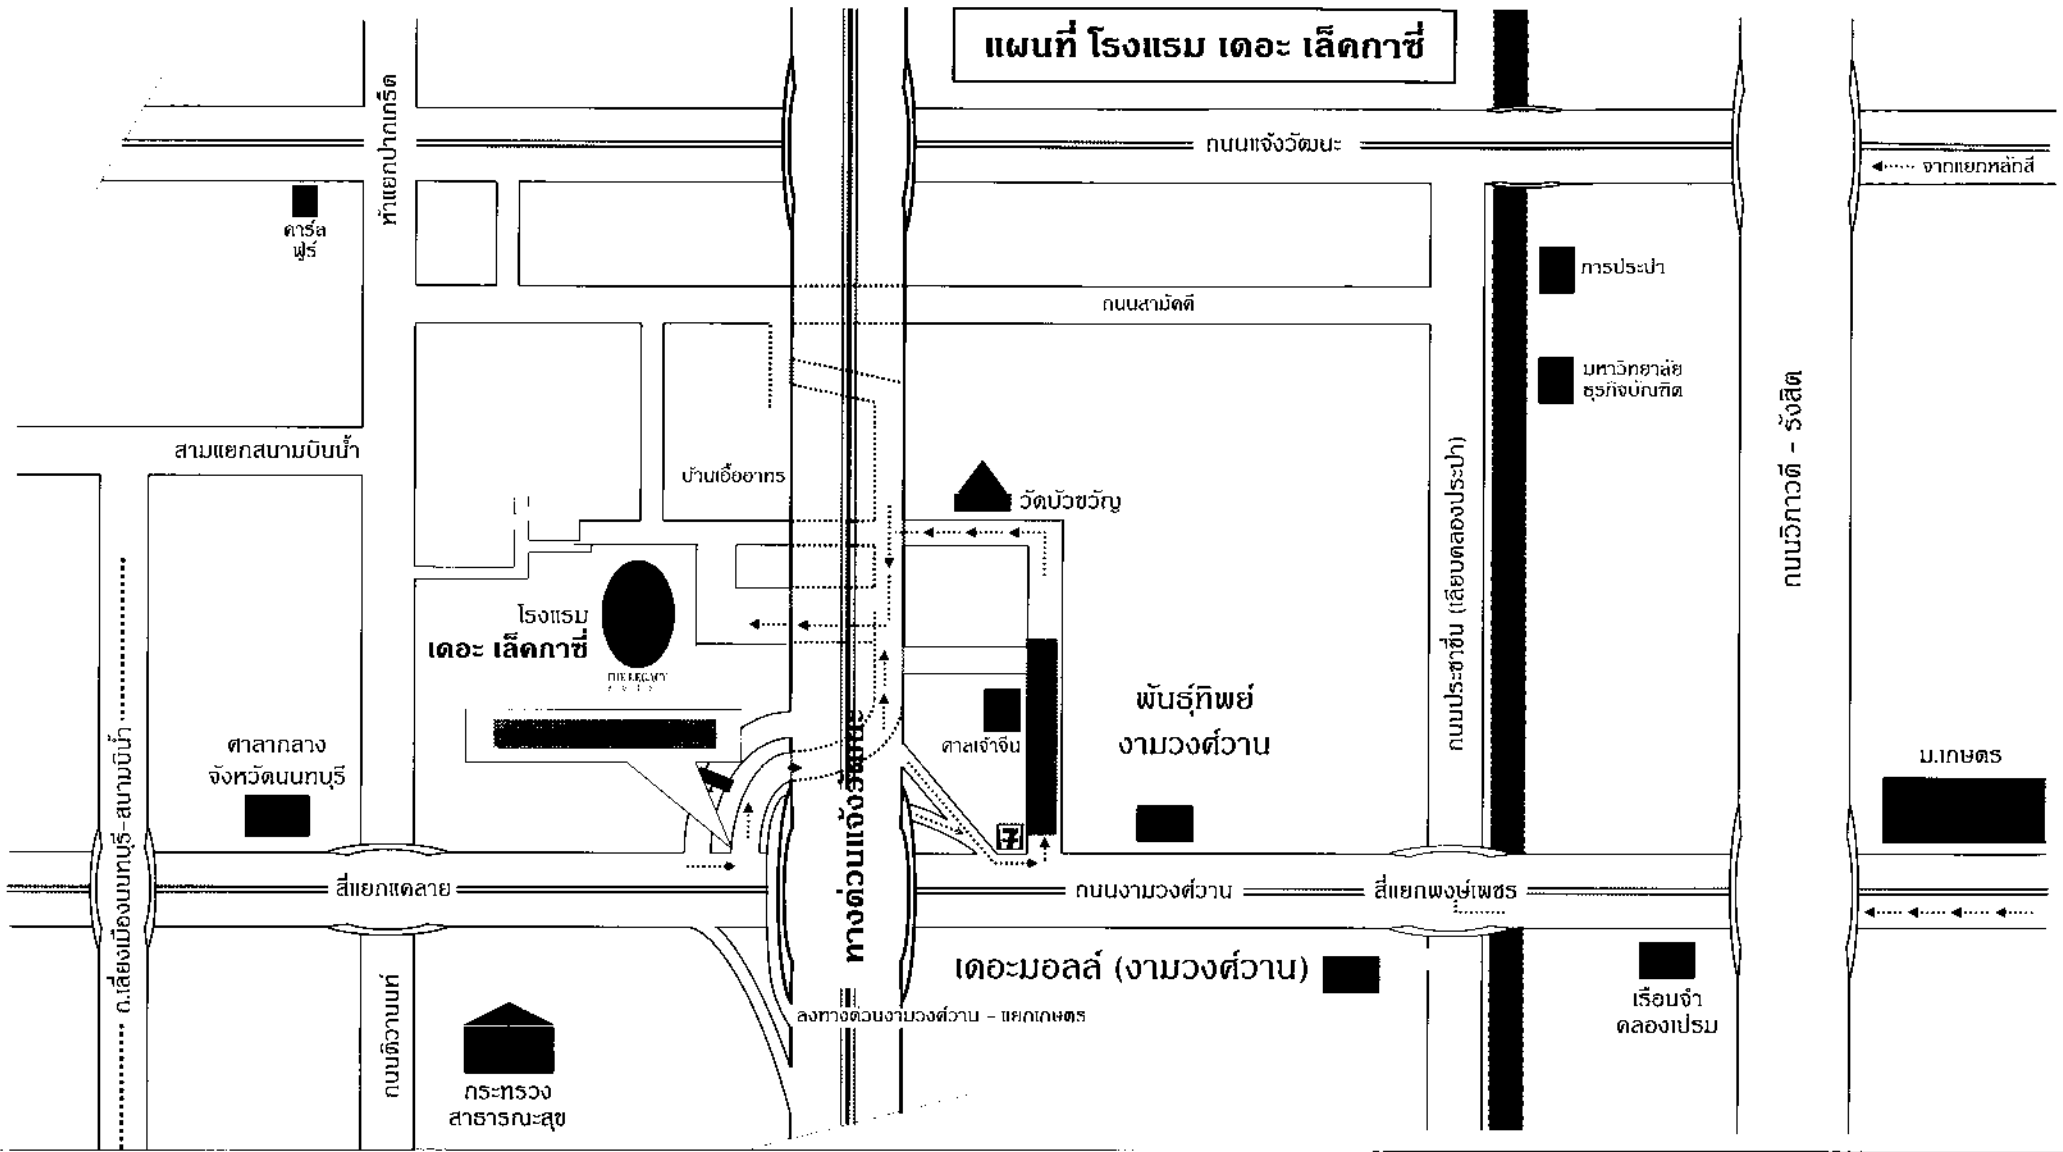 แผนที่ โรงแรม เดอะ เล็คกาซี่
ห้าแยกปากเกร็ด
ถนนแจ้งวัฒนะ
จากแยกหลักสี่
คาร์ล
ฟูร์
การประปา
ถนนสามัคคี
มหาวิทยาลัย
ธุรกิจบัณฑิต
ถนนวิภาวดี - รังสิต
สามแยกสนามบินน้ำ
บ้านเอื้ออาทร
วัดบัวขวัญ
ถนนประชาชื่น (เลียบคลองประปา)
โรงแรม
เดอะ เล็คกาซี่
THE LEGACY
พันธุ์ทิพย์
งามวงศ์วาน
ศาลเจ้าจีน
ศาลากลาง
จังหวัดนนทบุรี
ถ.เลี่ยงเมืองนนทบุรี-สนามบินน้ำ
ทางด่วนแจ้งวัฒนะ
ม.เกษตร
7
สี่แยกแคลาย
ถนนงามวงศ์วาน
สี่แยกพงษ์เพชร
เดอะมอลล์ (งามวงศ์วาน)
เรือนจำ
คลองเปรม
ลงทางด่วนงามวงศ์วาน - แยกเกษตร
ถนนติวานนท์
กระทรวง
สาธารณะสุข